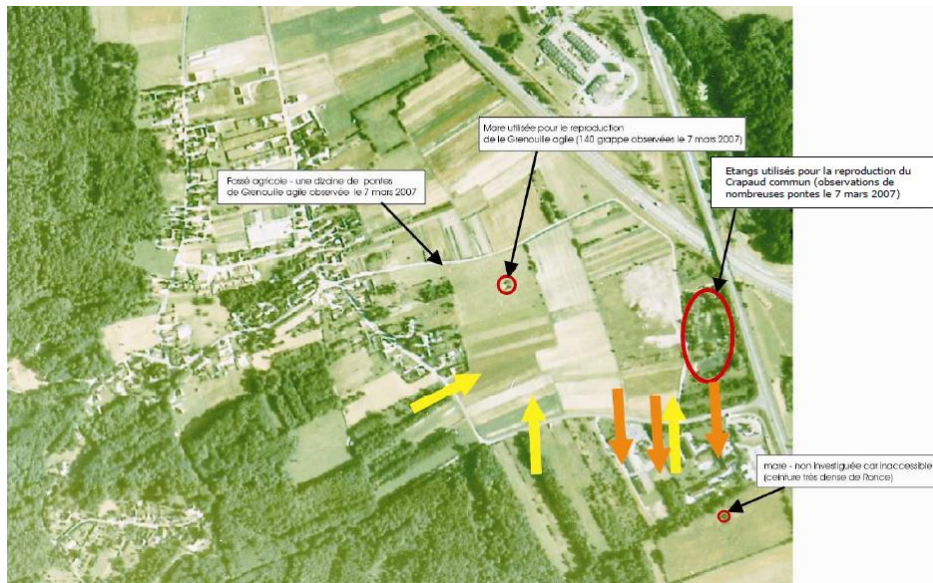 Mare utilisée pour le reproduction
de le Grenouille agile (140 grappe observées le 7 mars 2007)
Etangs utilisés pour la reproduction du
Crapaud commun (observations de
nombreuses pontes le 7 mars 2007)
Fossé agricole - une dizaine de pontes
de Grenouille agile observée le 7 mars 2007
mare - non investiguée car inaccessible
(ceinture très dense de Ronce)